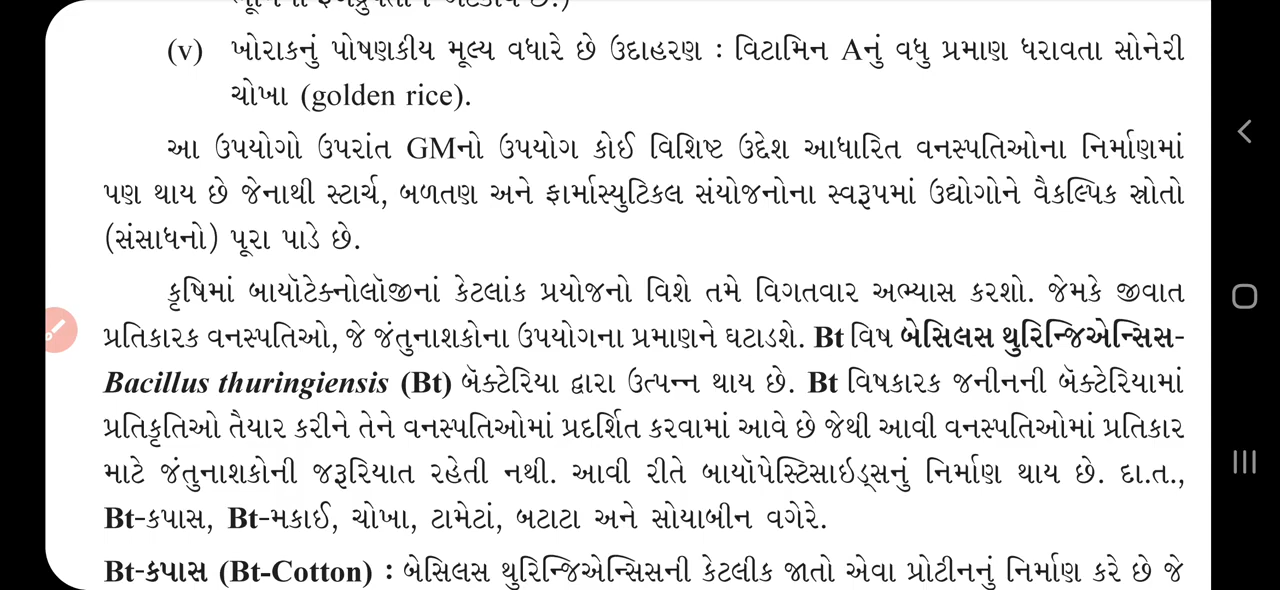 (v) ખોરાકનું પોષણકીય મૂલ્ય વધારે છે ઉદાહરણ : વિટામિન Aનું વધુ પ્રમાણ ધરાવતા સોનેરી
ચોખા (golden rice).
આ ઉપયોગો ઉપરાંત GMનો ઉપયોગ કોઈ વિશિષ્ટ ઉદ્દેશ આધારિત વનસ્પતિઓના નિર્માણમાં
પણ થાય છે જેનાથી સ્ટાર્ચ, બળતણ અને ફાર્માસ્યુટિકલ સંયોજનોના સ્વરૂપમાં ઉદ્યોગોને વૈકલ્પિક સ્રોતો
(સંસાધનો) પૂરા પાડે છે.
કૃષિમાં બાયૉટેક્નોલૉજીનાં કેટલાંક પ્રયોજનો વિશે તમે વિગતવાર અભ્યાસ કરશો. જેમકે જીવાત
પ્રતિકારક વનસ્પતિઓ, જે જંતુનાશકોના ઉપયોગના પ્રમાણને ઘટાડશે. Bt વિષ બેસિલસ થુરિન્જિએન્સિસ-
Bacillus thuringiensis (Bt) બૅક્ટેરિયા દ્વારા ઉત્પન્ન થાય છે. Bt વિષકારક જનીનની બૅક્ટેરિયામાં
પ્રતિકૃતિઓ તૈયાર કરીને તેને વનસ્પતિઓમાં પ્રદર્શિત કરવામાં આવે છે જેથી આવી વનસ્પતિઓમાં પ્રતિકાર
માટે જંતુનાશકોની જરૂરિયાત રહેતી નથી. આવી રીતે બાયૉપેસ્ટિસાઇડ્સનું નિર્માણ થાય છે. દા.ત.,
Bt-કપાસ, Bt-મકાઈ, ચોખા, ટામેટાં, બટાટા અને સોયાબીન વગેરે.
Bt-કપાસ (Bt-Cotton) : બેસિલસ થુરિન્જિએન્સિસની કેટલીક જાતો એવા પ્રોટીનનું નિર્માણ કરે છે જે